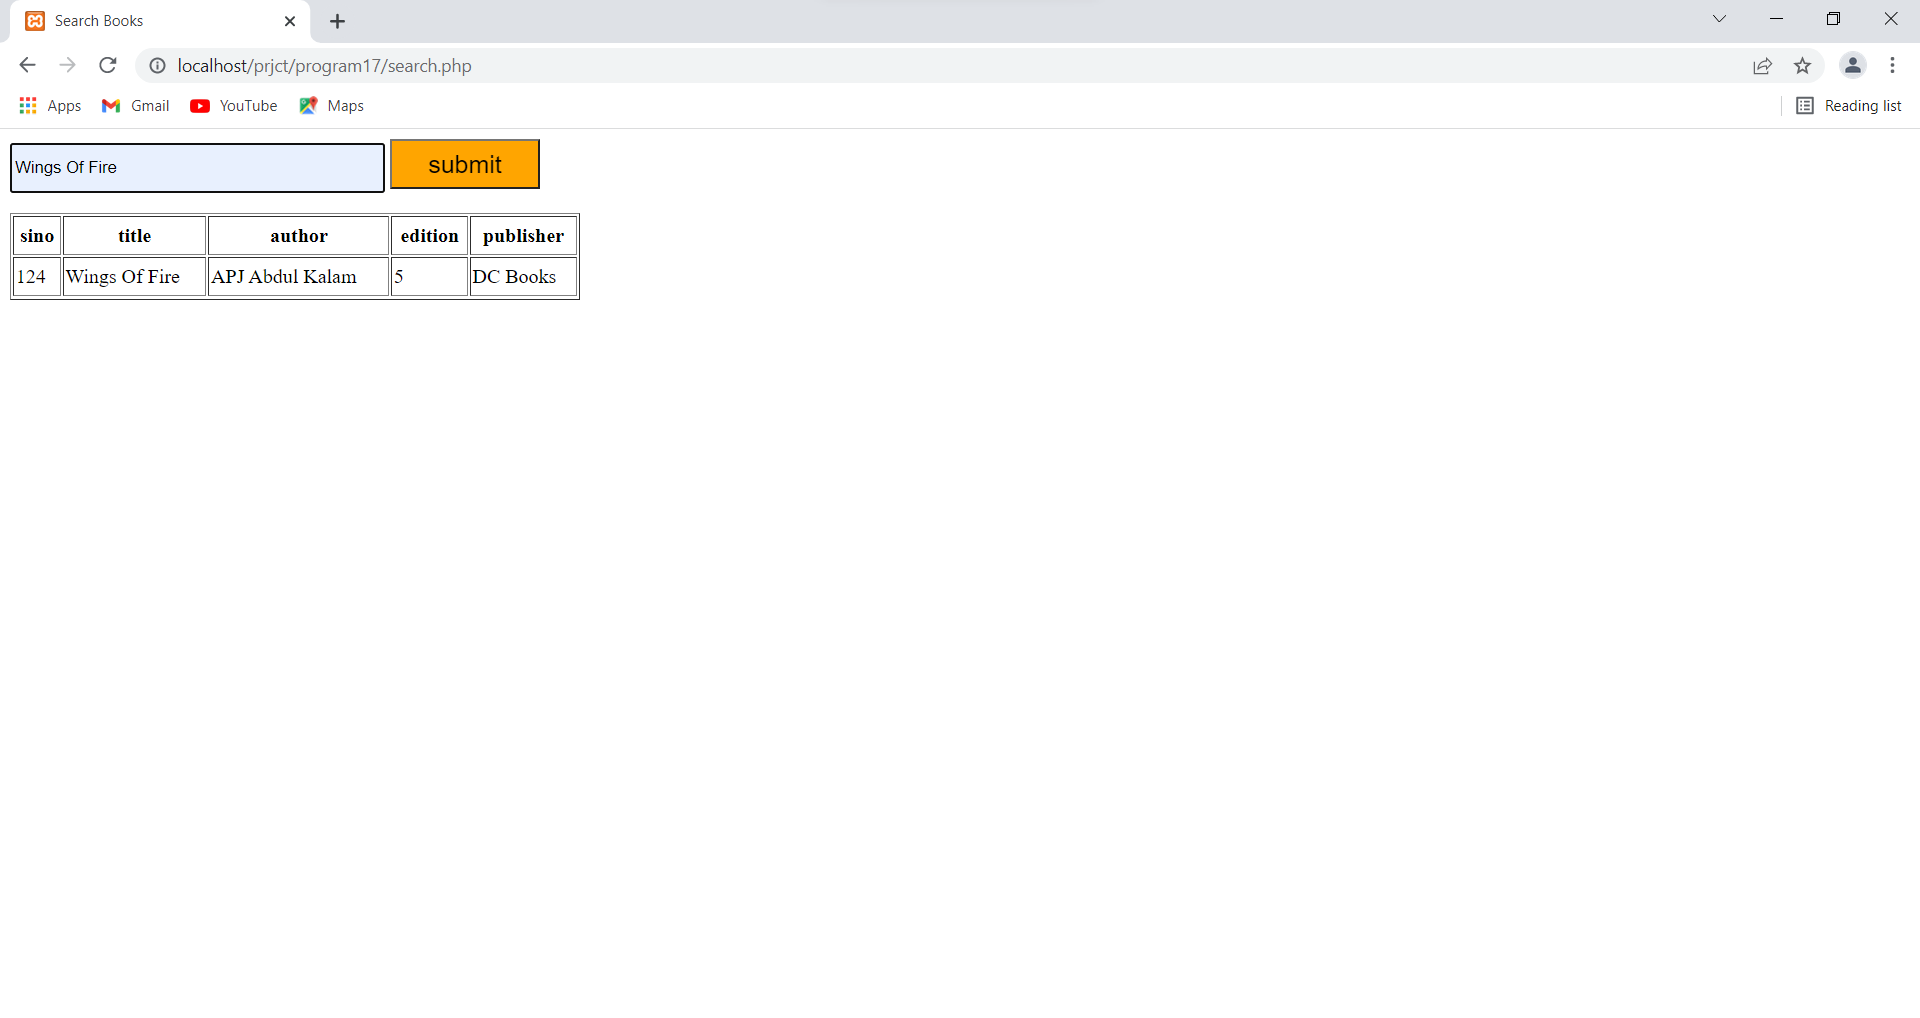 Search Books
localhost/prjct/program17/search.php
Apps Gmail YouTube Maps Reading list
Wings Of Fire submit
sino title author edition publisher
124 Wings Of Fire APJ Abdul Kalam 5 DC Books